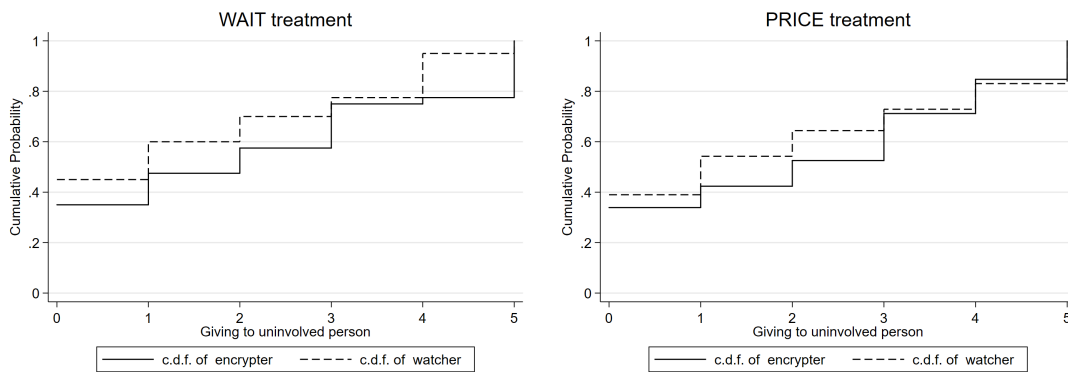 WAIT treatment
Cumulative Probability
1
.8
.6
.4
.2
0
0 1 2 3 4 5
Giving to uninvolved person
c.d.f. of encrypter c.d.f. of watcher
PRICE treatment
Cumulative Probability
1
.8
.6
.4
.2
0
0 1 2 3 4 5
Giving to uninvolved person
c.d.f. of encrypter c.d.f. of watcher